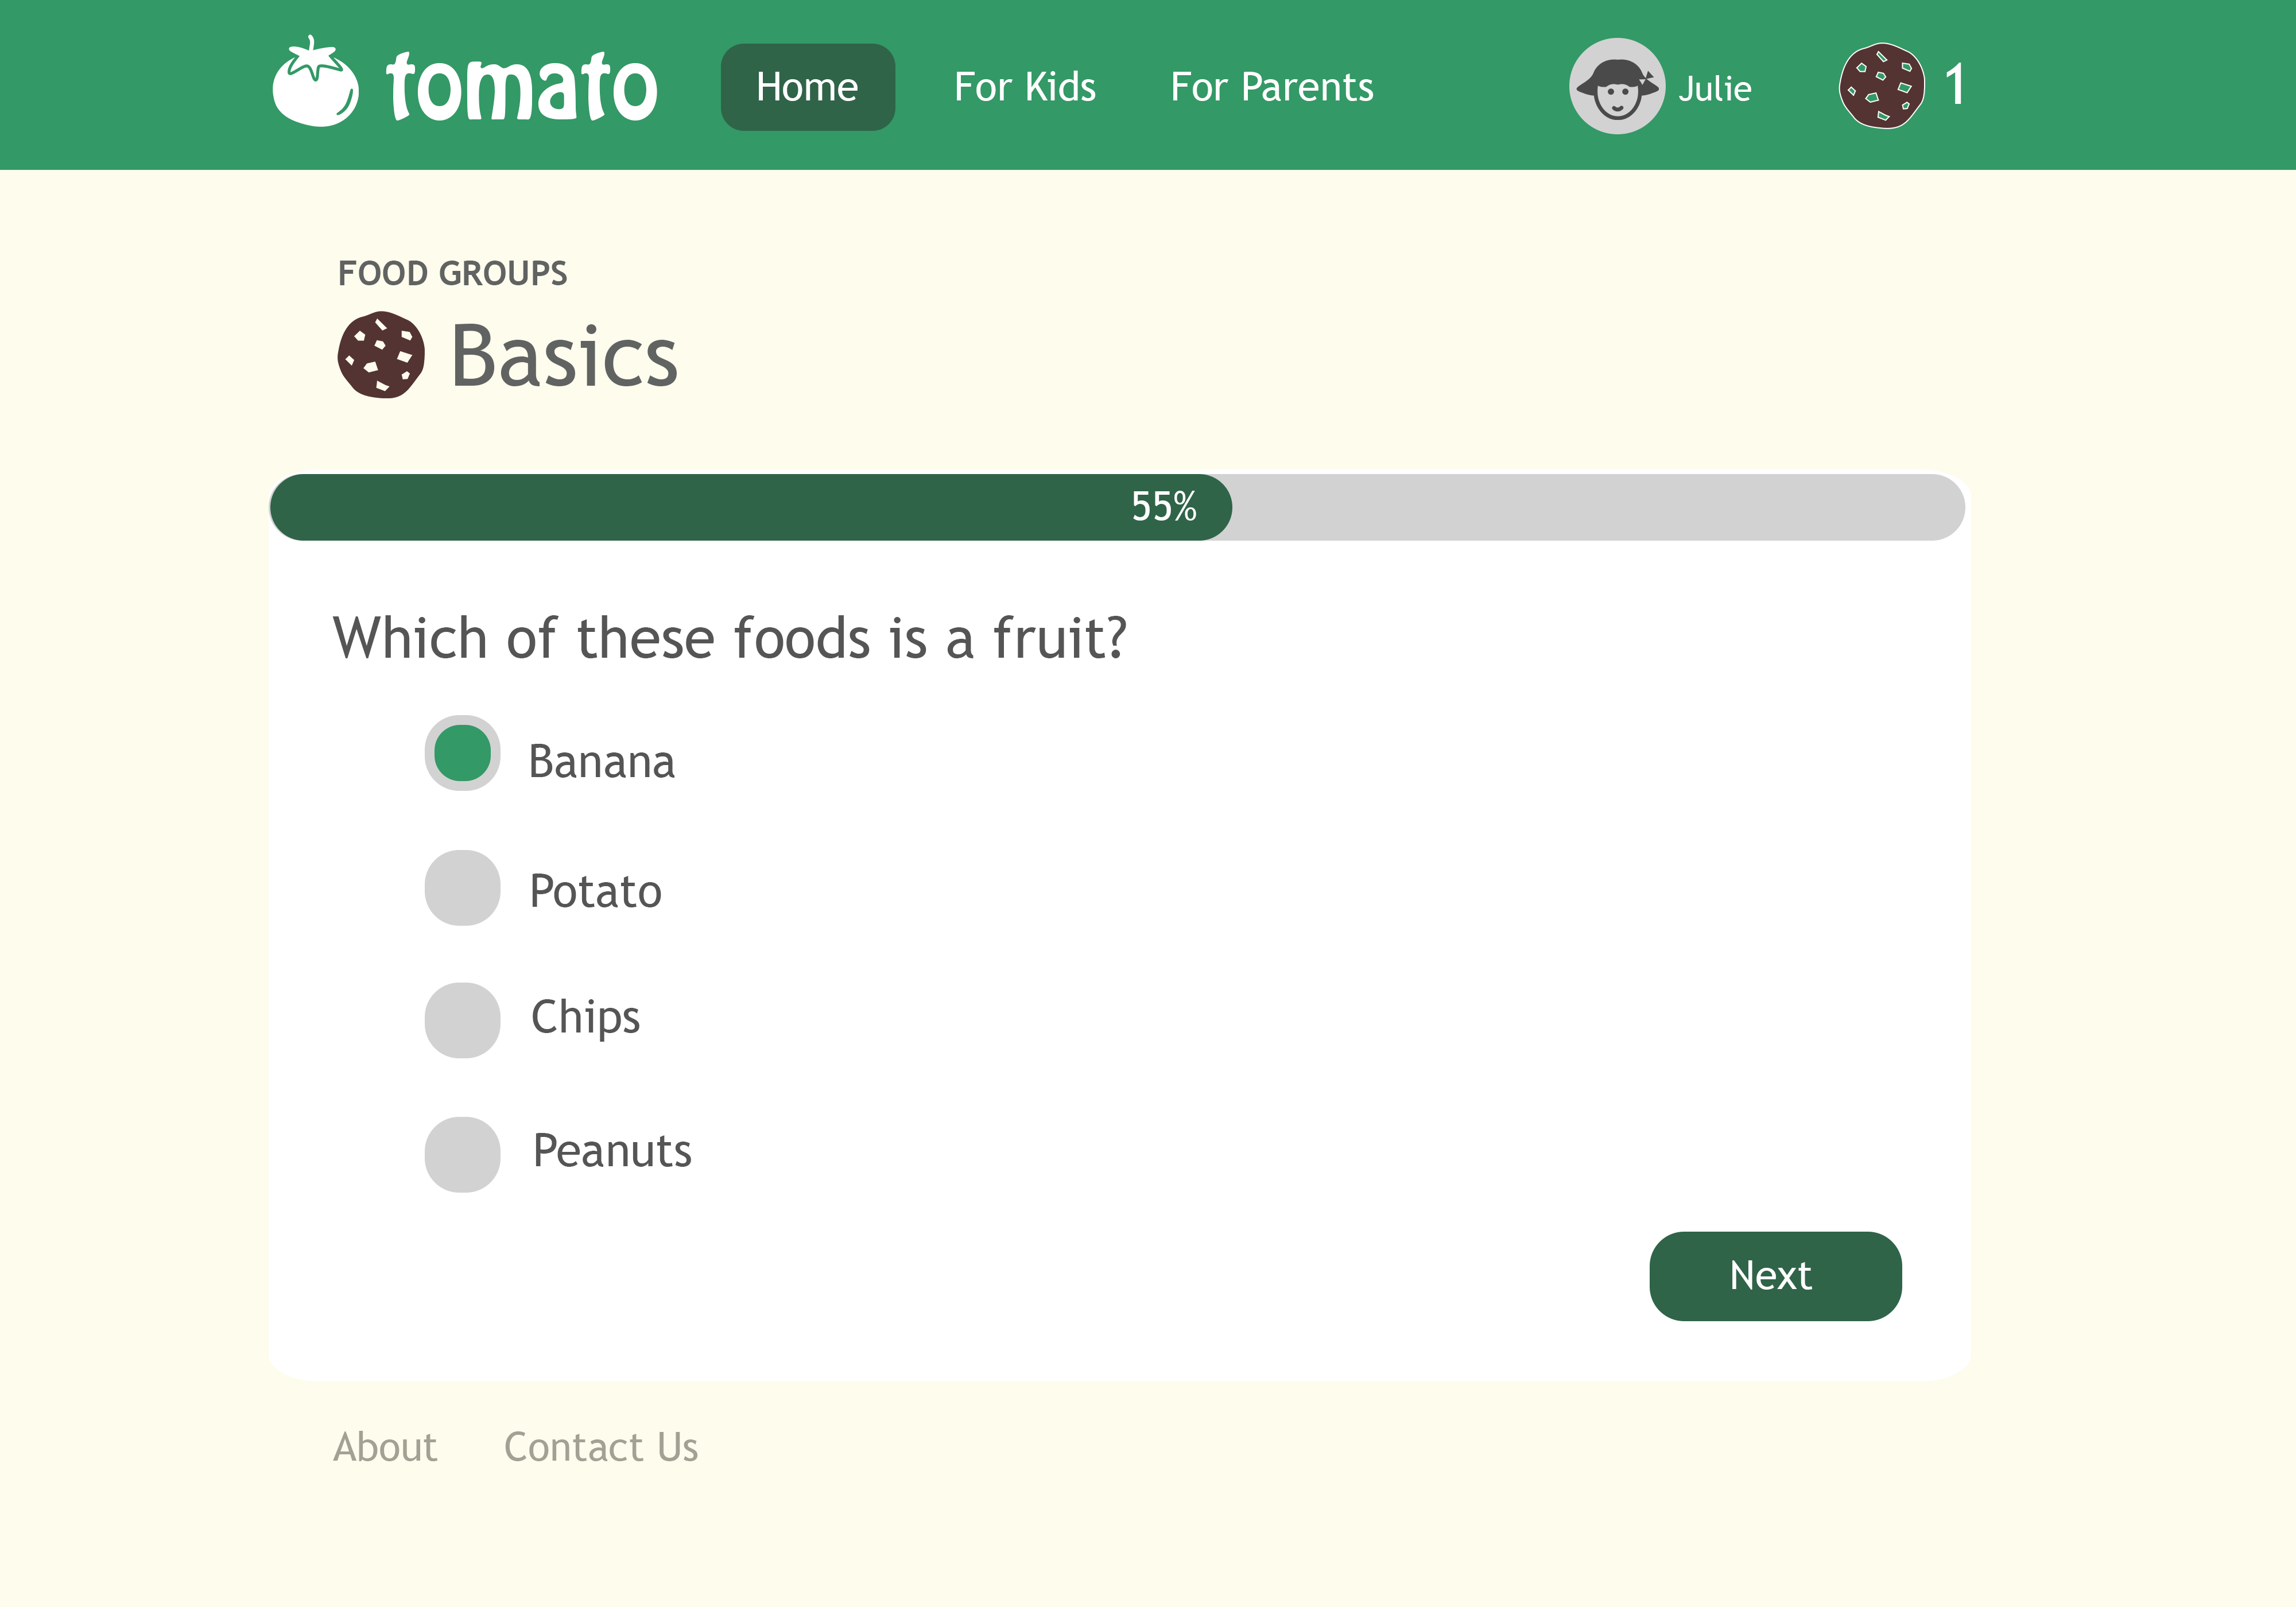 tomato Home For Kids For Parents Julie 1
FOOD GROUPS
Basics
55%
Which of these foods is a fruit?
Banana
Potato
Chips
Peanuts
Next
About Contact Us